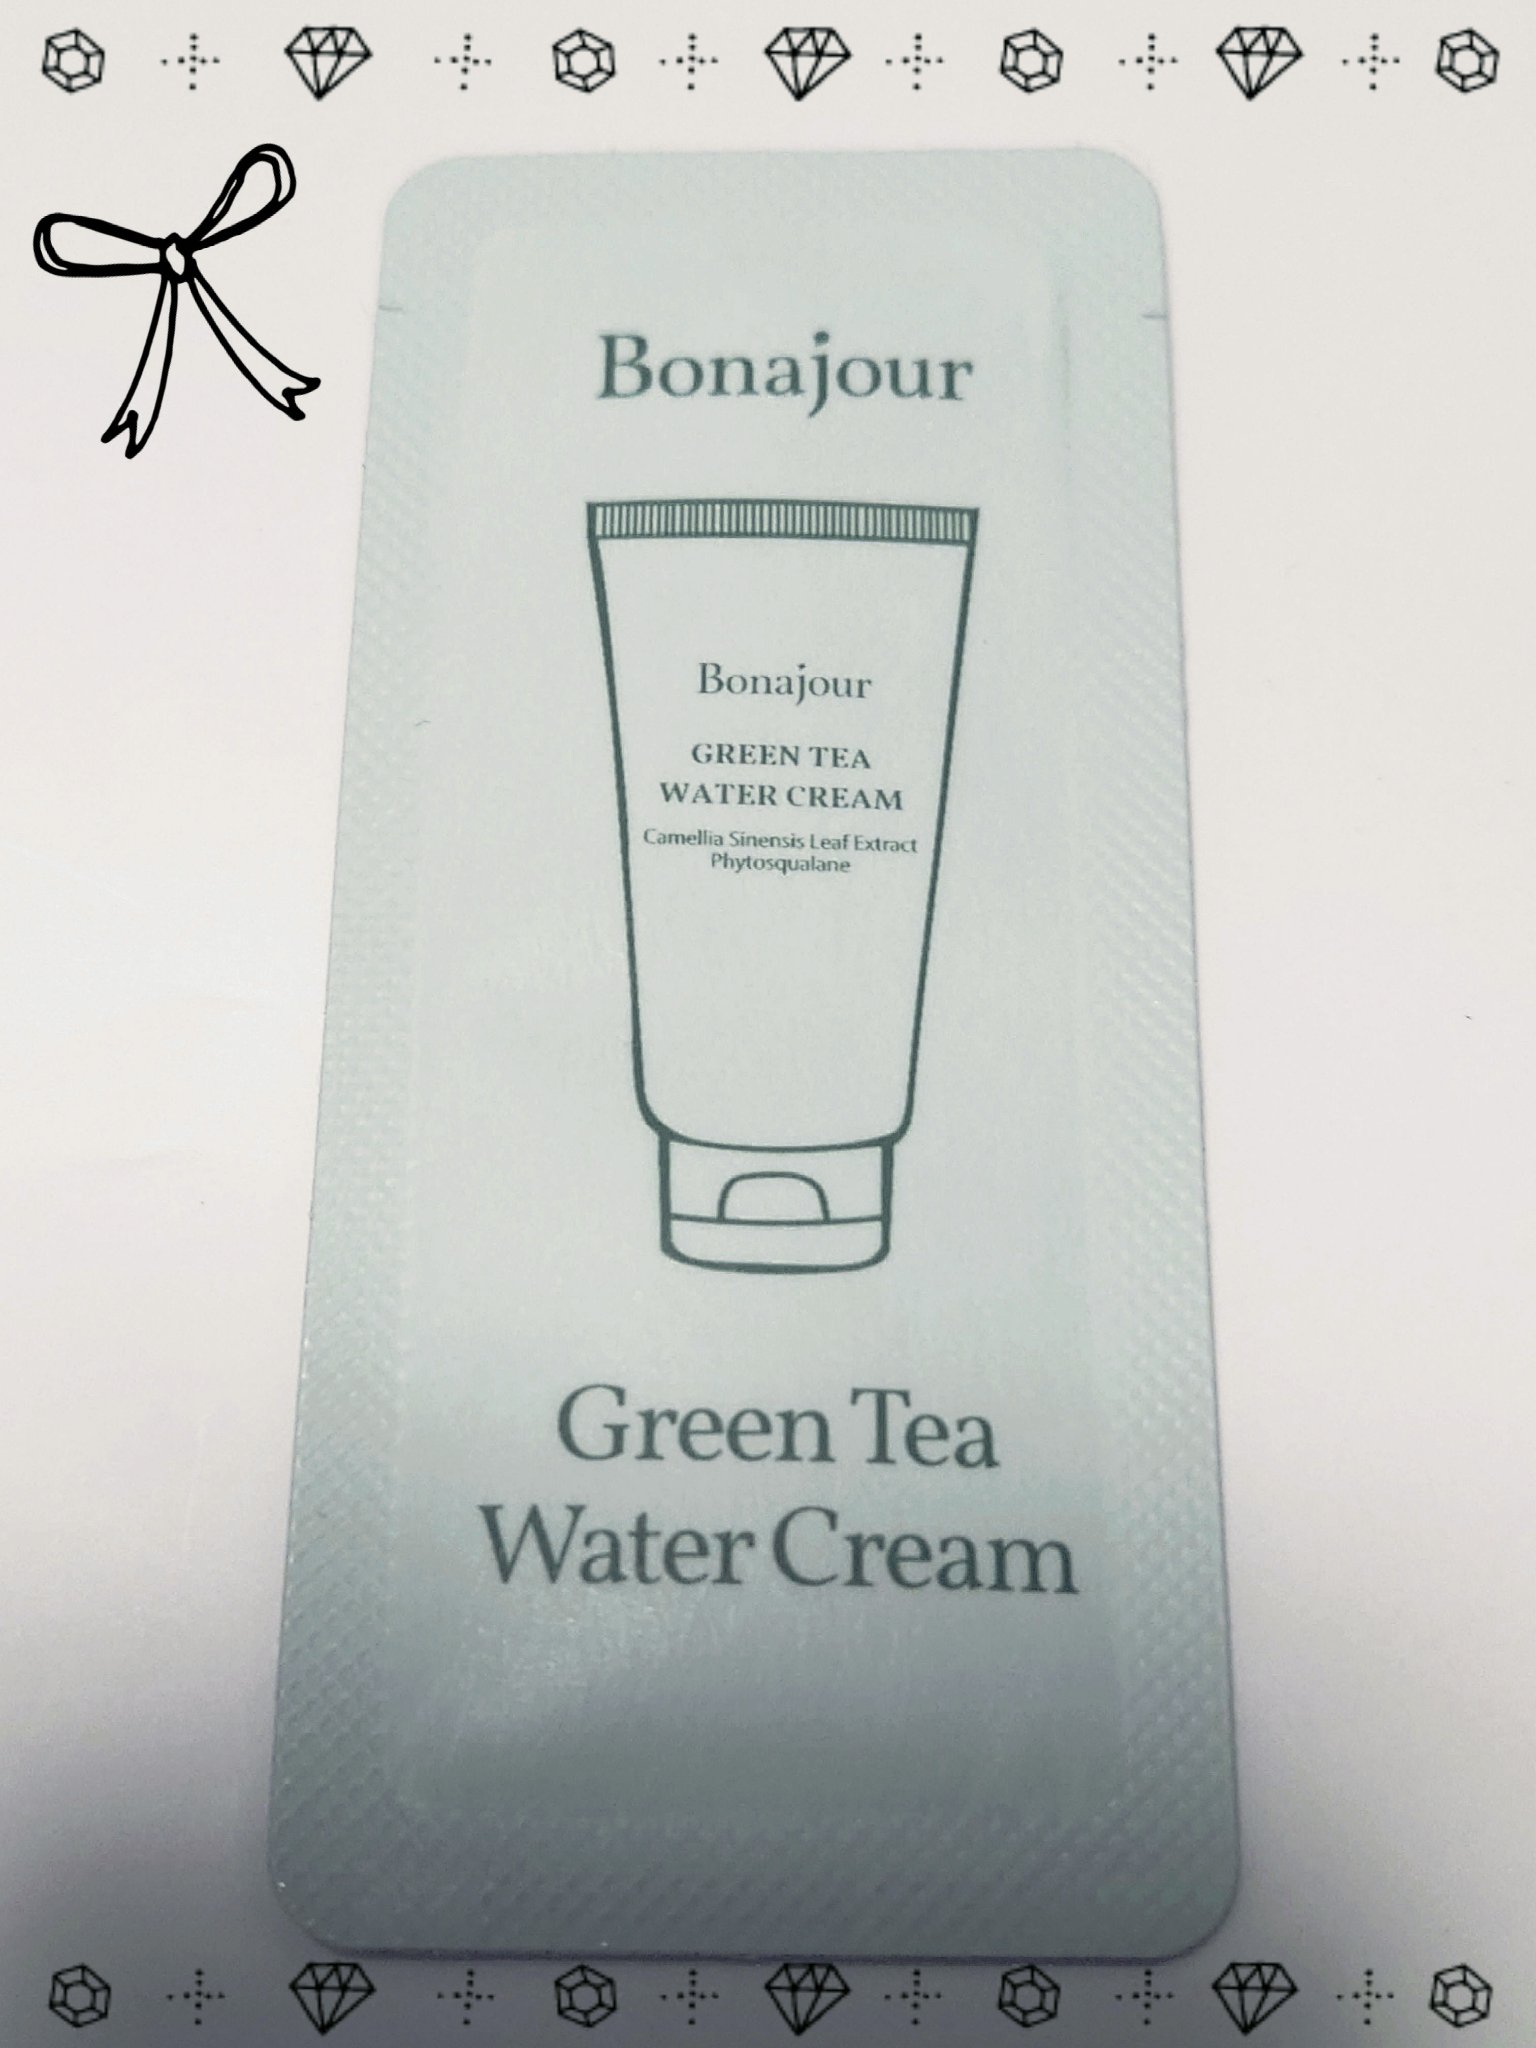 Bonajour
Bonajour
GREEN TEA
WATER CREAM
Camellia Sinensis Leaf Extract
Phytosqualane
Green Tea
Water Cream